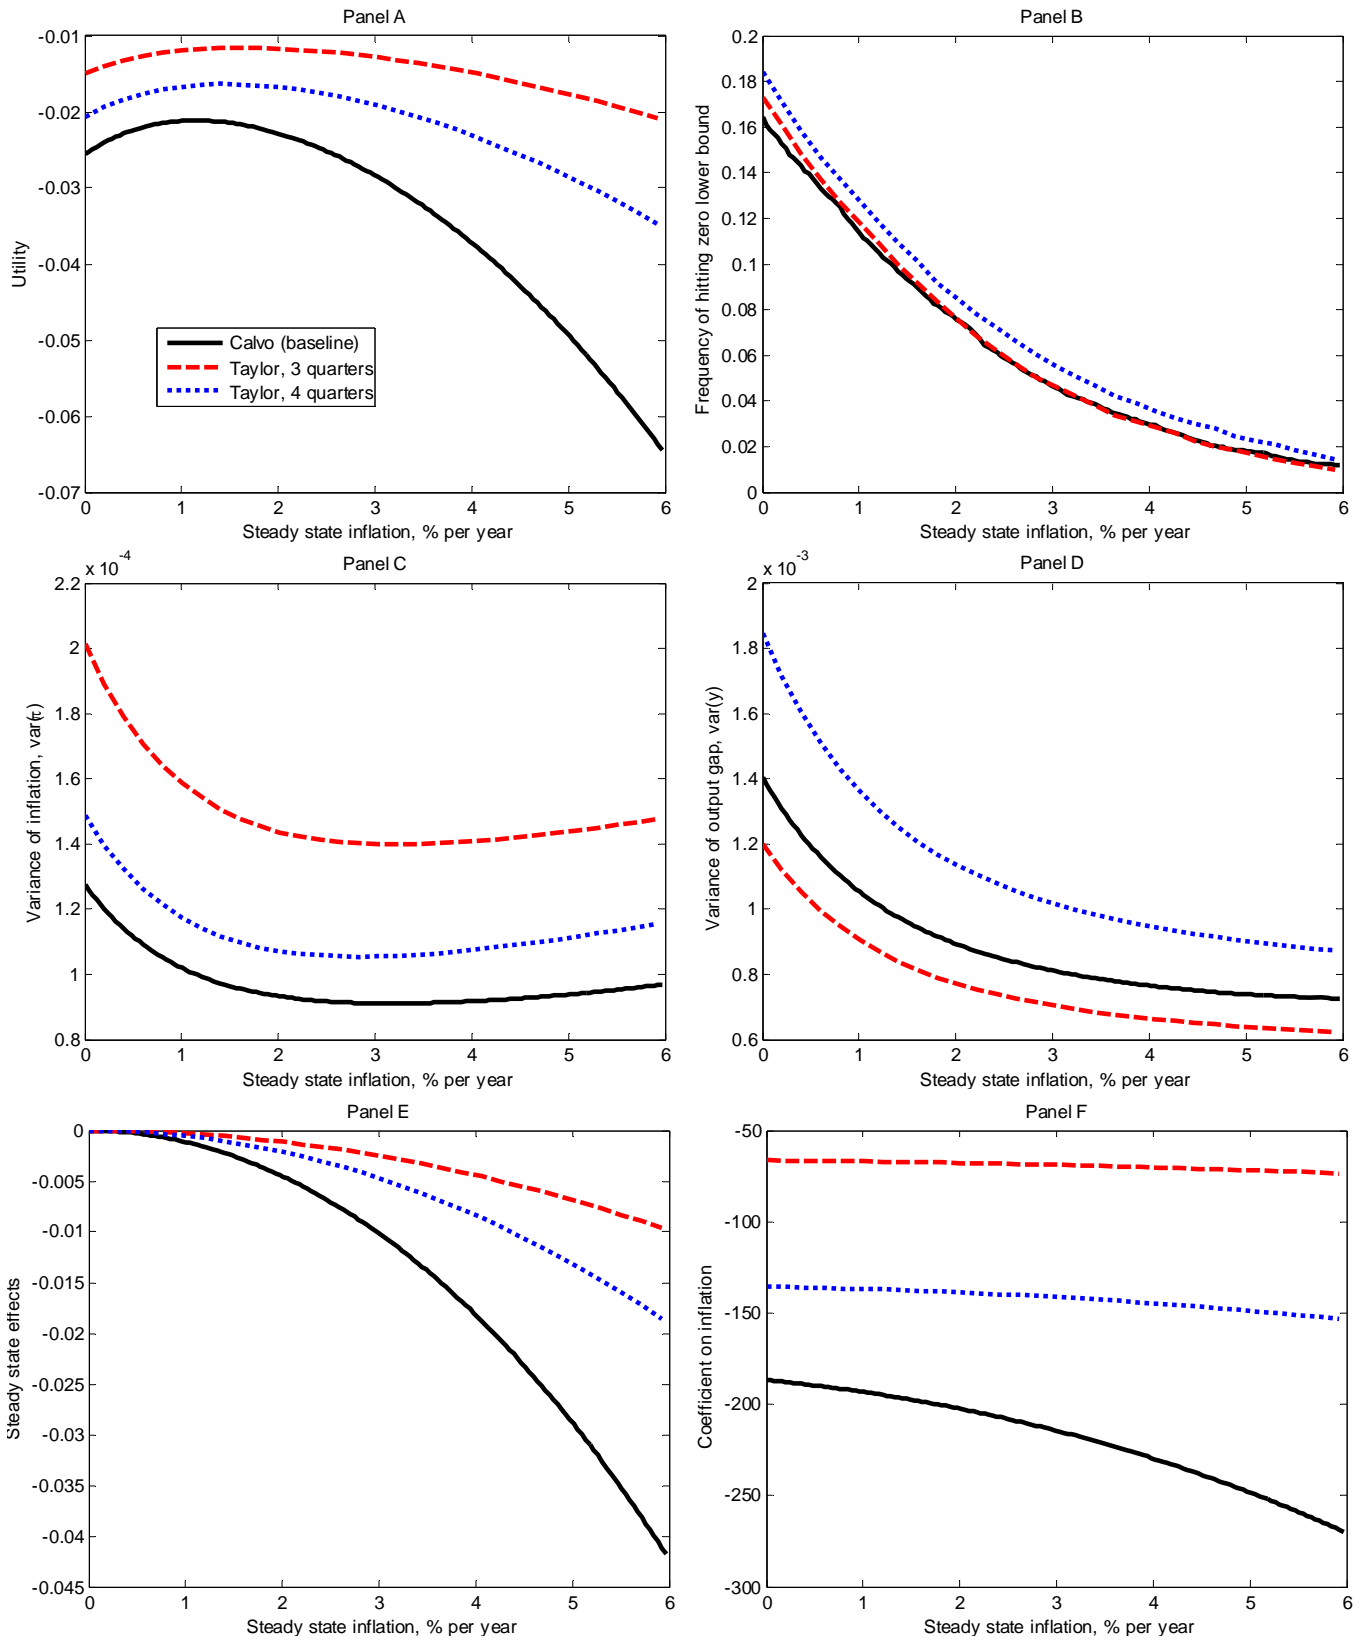 Panel A
-0.01
-0.02
-0.03
-0.04
-0.05
-0.06
-0.07
Utility
Calvo (baseline)
Taylor, 3 quarters
Taylor, 4 quarters
0 1 2 3 4 5 6
Steady state inflation, % per year
Panel B
0.2
0.18
0.16
0.14
0.12
0.1
0.08
0.06
0.04
0.02
0
Frequency of hitting zero lower bound
0 1 2 3 4 5 6
Steady state inflation, % per year
Panel C
x 10^-4
2.2
2
1.8
1.6
1.4
1.2
1
0.8
Variance of inflation, var(τ)
0 1 2 3 4 5 6
Steady state inflation, % per year
Panel D
x 10^-3
2
1.8
1.6
1.4
1.2
1
0.8
0.6
Variance of output gap, var(y)
0 1 2 3 4 5 6
Steady state inflation, % per year
Panel E
0
-0.005
-0.01
-0.015
-0.02
-0.025
-0.03
-0.035
-0.04
-0.045
Steady state effects
0 1 2 3 4 5 6
Steady state inflation, % per year
Panel F
-50
-100
-150
-200
-250
-300
Coefficient on inflation
0 1 2 3 4 5 6
Steady state inflation, % per year